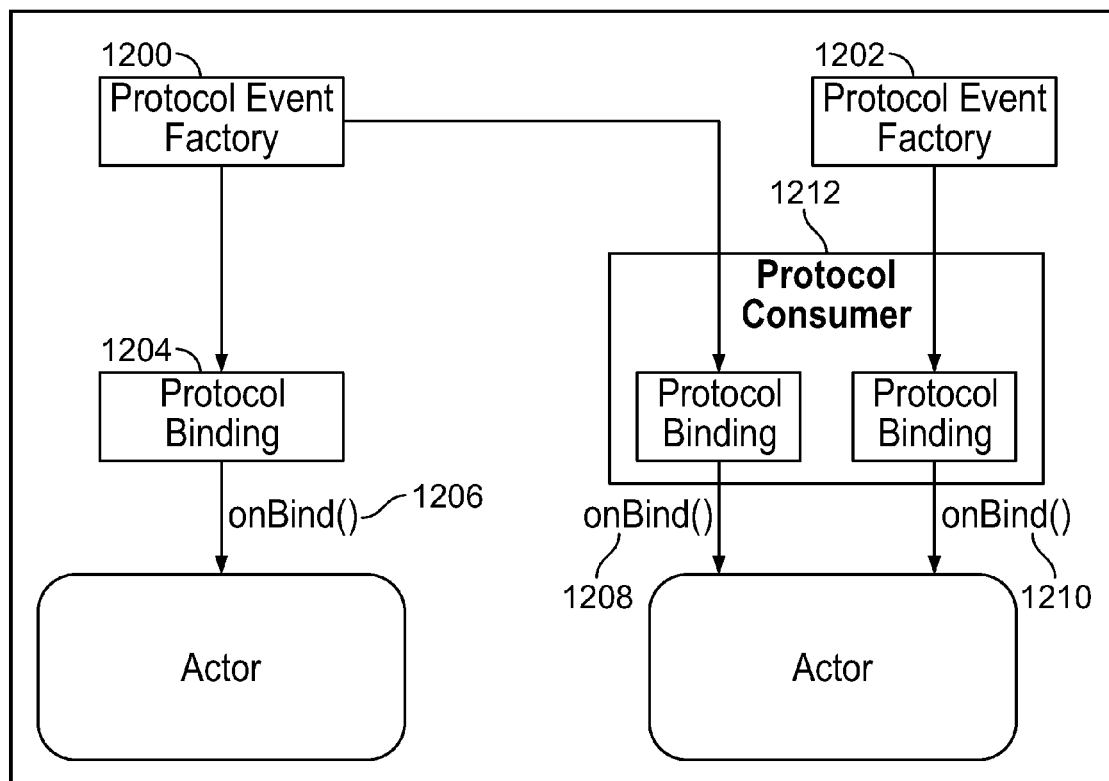 1200
Protocol Event
Factory
1202
Protocol Event
Factory
1212
Protocol
Consumer
1204
Protocol
Binding
Protocol
Binding
Protocol
Binding
onBind()
1206
onBind()
1208
onBind()
1210
Actor
Actor